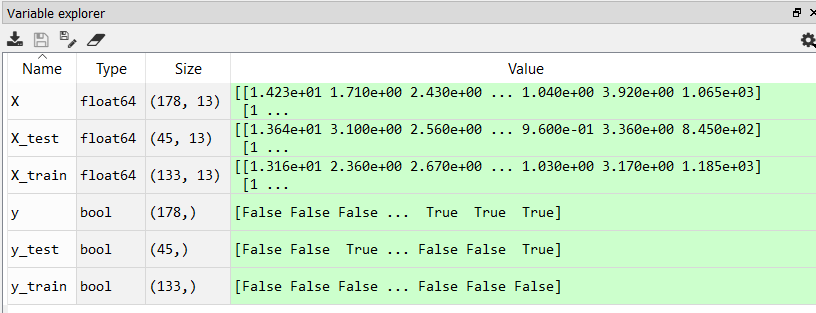 Variable explorer
Name Type Size Value
X float64 (178, 13) [[1.423e+01 1.710e+00 2.430e+00 ... 1.040e+00 3.920e+00 1.065e+03]
[1 ...
X_test float64 (45, 13) [[1.364e+01 3.100e+00 2.560e+00 ... 9.600e-01 3.360e+00 8.450e+02]
[1 ...
X_train float64 (133, 13) [[1.316e+01 2.360e+00 2.670e+00 ... 1.030e+00 3.170e+00 1.185e+03]
[1 ...
y bool (178,) [False False False ...  True  True  True]
y_test bool (45,) [False False  True ... False False  True]
y_train bool (133,) [False False False ... False False False]